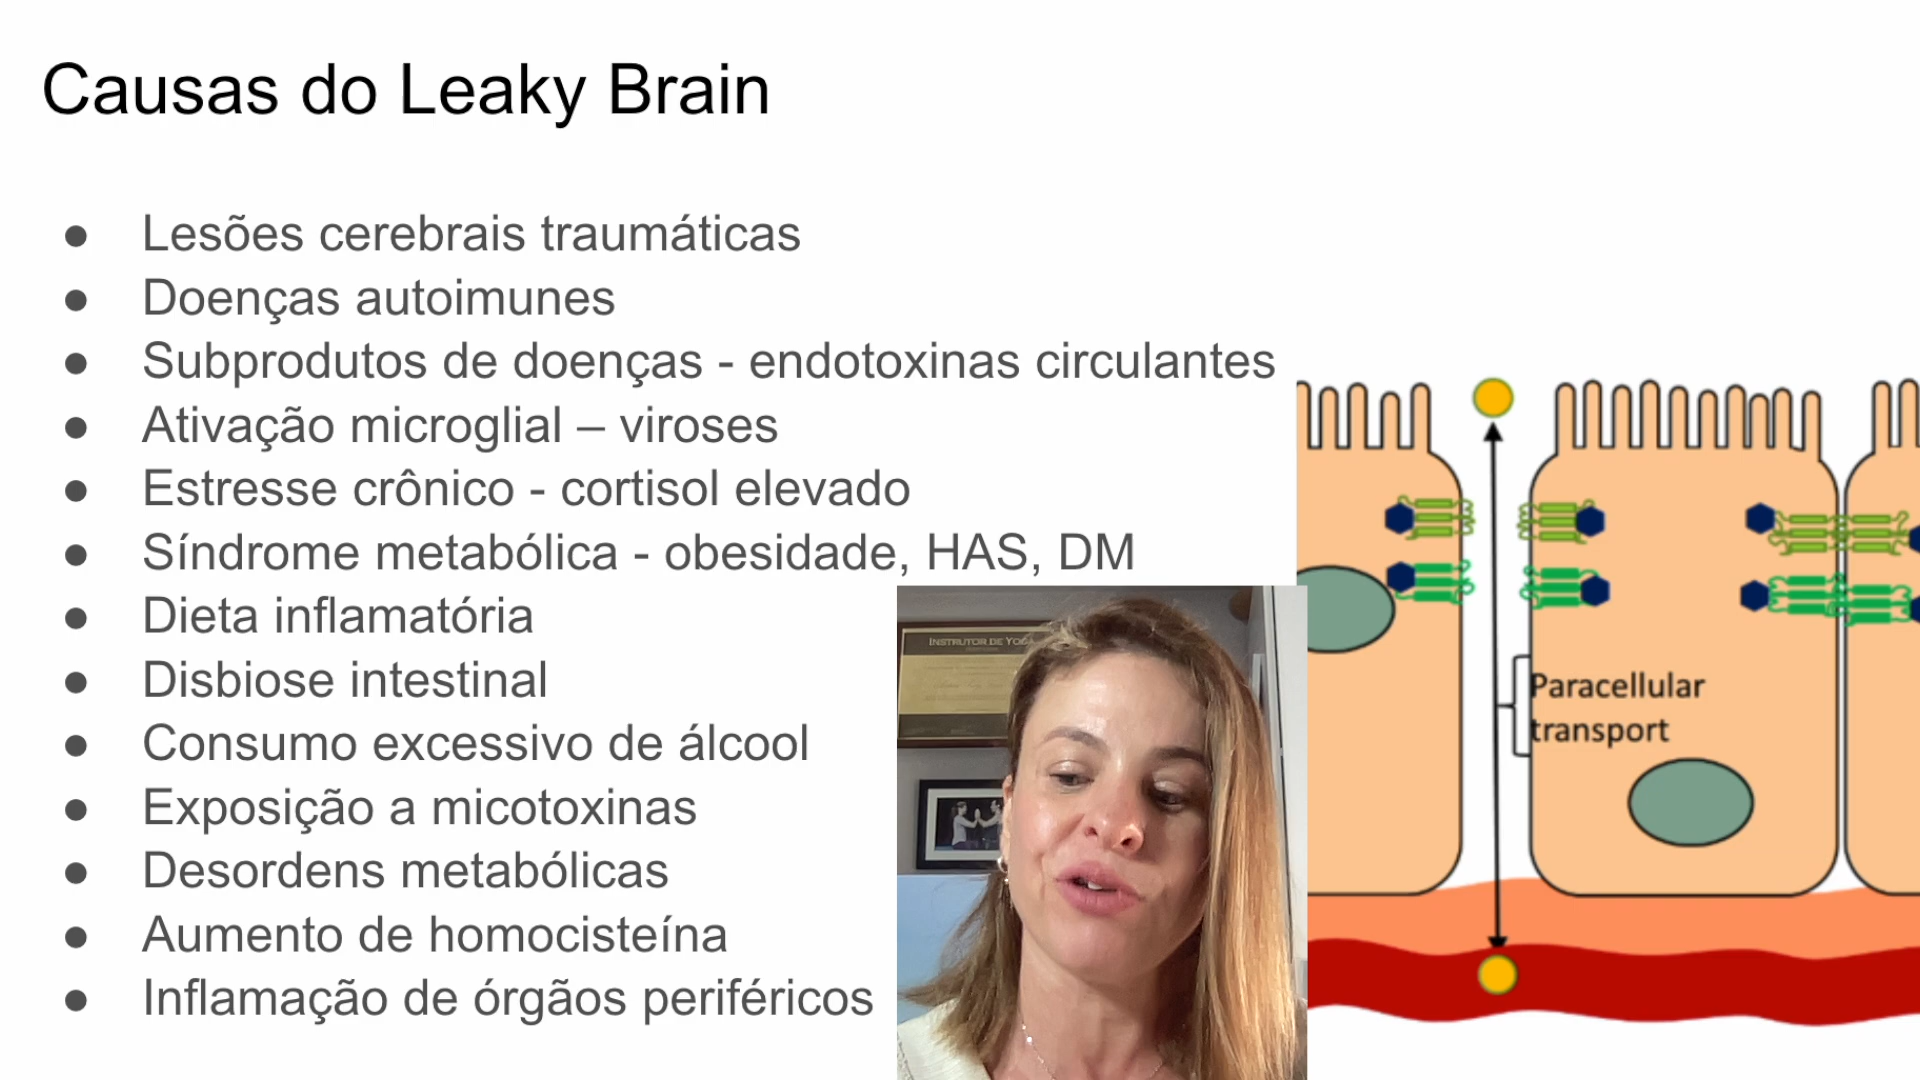 Causas do Leaky Brain
● Lesões cerebrais traumáticas
● Doenças autoimunes
● Subprodutos de doenças - endotoxinas circulantes
● Ativação microglial – viroses
● Estresse crônico - cortisol elevado
● Síndrome metabólica - obesidade, HAS, DM
● Dieta inflamatória
● Disbiose intestinal
● Consumo excessivo de álcool
● Exposição a micotoxinas
● Desordens metabólicas
● Aumento de homocisteína
● Inflamação de órgãos periféricos
INSTRUTOR DE
Paracellular
transport